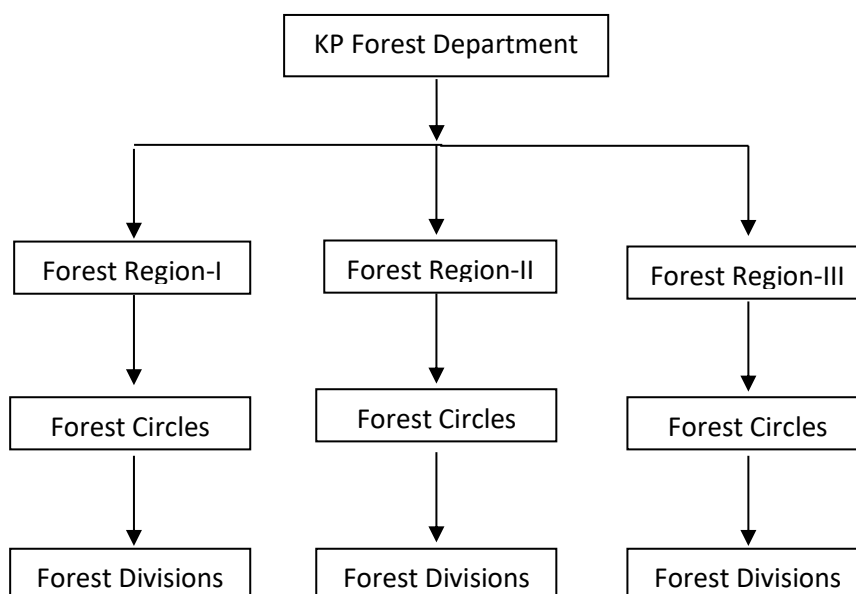 KP Forest Department
Forest Region-I
Forest Region-II
Forest Region-III
Forest Circles
Forest Circles
Forest Circles
Forest Divisions
Forest Divisions
Forest Divisions